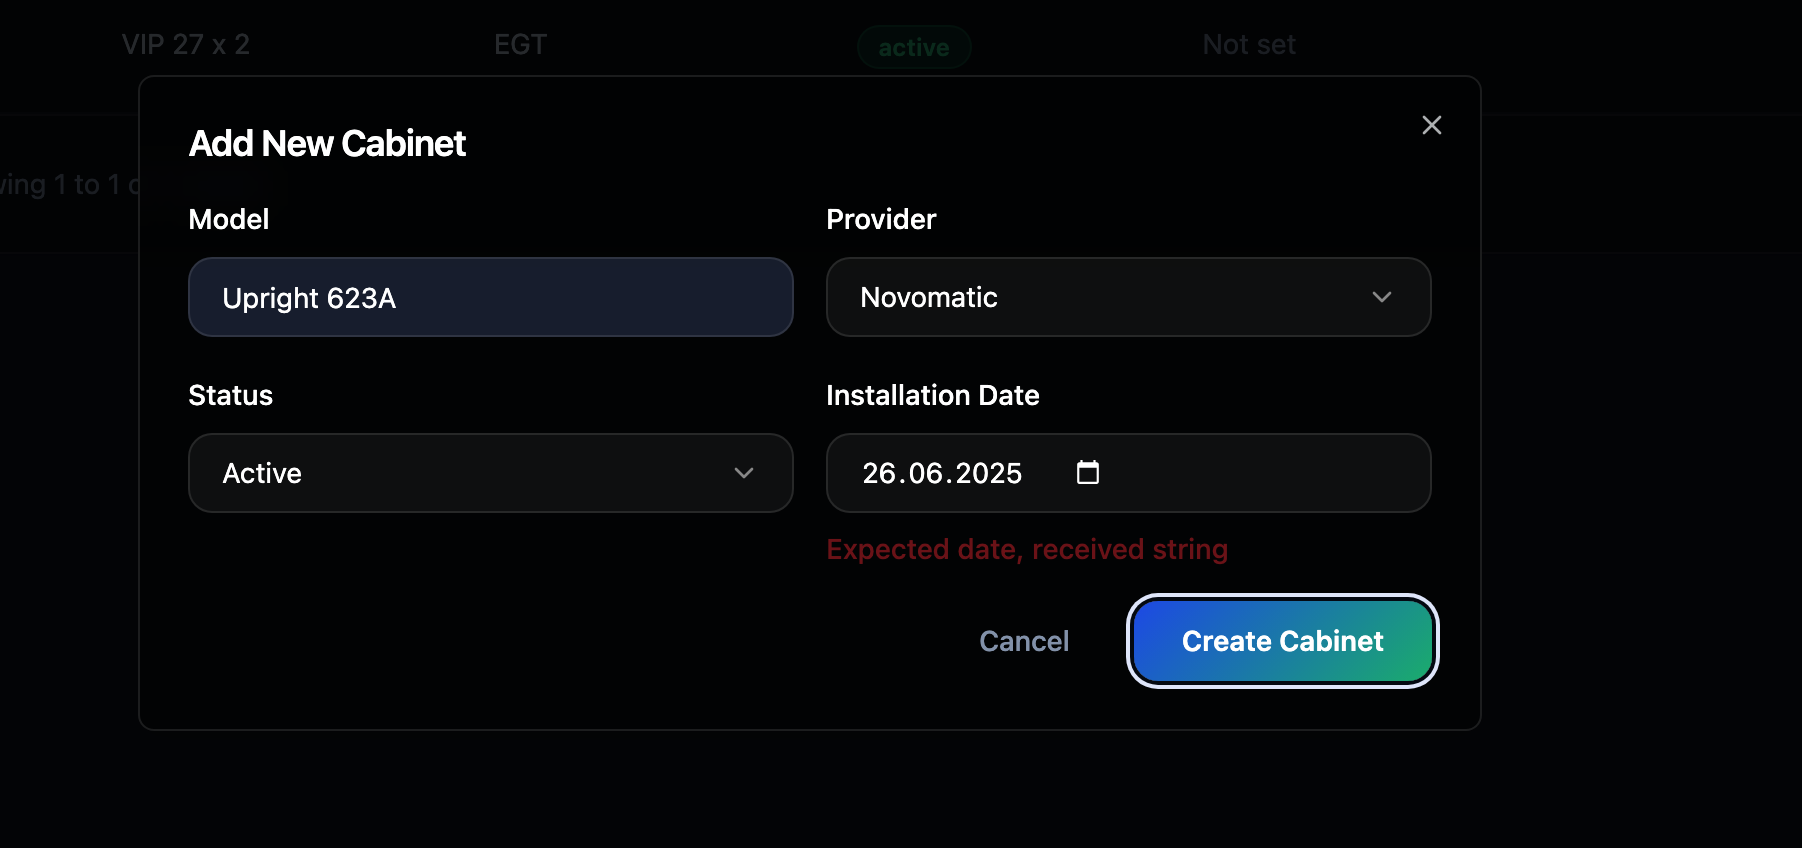 VIP 27 x 2 EGT active Not set
Add New Cabinet
wing 1 to 1 o
Model Provider
Upright 623A Novomatic
Status Installation Date
Active 26.06.2025
Expected date, received string
Cancel Create Cabinet